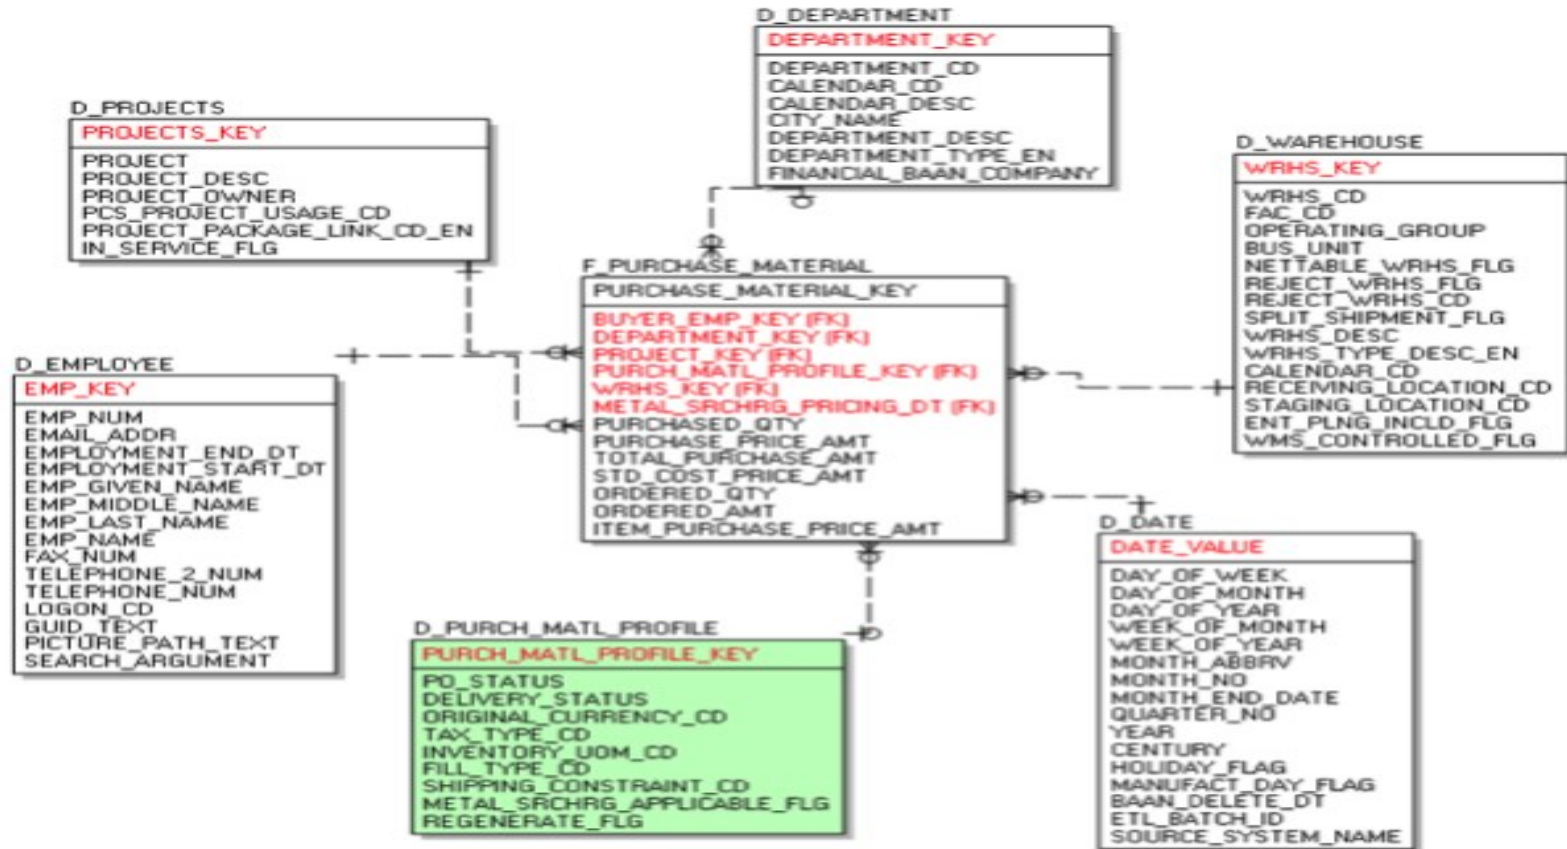 D_DEPARTMENT
DEPARTMENT_KEY
DEPARTMENT_CD
CALENDAR_CD
CALENDAR_DESC
CITY_NAME
DEPARTMENT_DESC
DEPARTMENT_TYPE_EN
FINANCIAL_BAAN_COMPANY
D_PROJECTS
PROJECTS_KEY
PROJECT
PROJECT_DESC
PROJECT_OWNER
PCS_PROJECT_USAGE_CD
PROJECT_PACKAGE_LINK_CD_EN
IN_SERVICE_FLG
D_WAREHOUSE
WRHS_KEY
WRHS_CD
FAC_CD
OPERATING_GROUP
BUS_UNIT
NETTABLE_WRHS_FLG
REJECT_WRHS_FLG
REJECT_WRHS_CD
SPLIT_SHIPMENT_FLG
WRHS_DESC
WRHS_TYPE_DESC_EN
CALENDAR_CD
RECEIVING_LOCATION_CD
STAGING_LOCATION_CD
ENT_PLNG_INCLD_FLG
WMS_CONTROLLED_FLG
F_PURCHASE_MATERIAL
PURCHASE_MATERIAL_KEY
BUYER_EMP_KEY (FK)
DEPARTMENT_KEY (FK)
PROJECT_KEY (FK)
PURCH_MATL_PROFILE_KEY (FK)
WRHS_KEY (FK)
METAL_SRCHRG_PRICING_DT (FK)
PURCHASED_QTY
PURCHASE_PRICE_AMT
TOTAL_PURCHASE_AMT
STD_COST_PRICE_AMT
ORDERED_QTY
ORDERED_AMT
ITEM_PURCHASE_PRICE_AMT
D_EMPLOYEE
EMP_KEY
EMP_NUM
EMAIL_ADDR
EMPLOYMENT_END_DT
EMPLOYMENT_START_DT
EMP_GIVEN_NAME
EMP_MIDDLE_NAME
EMP_LAST_NAME
EMP_NAME
FAX_NUM
TELEPHONE_2_NUM
TELEPHONE_NUM
LOGON_CD
GUID_TEXT
PICTURE_PATH_TEXT
SEARCH_ARGUMENT
D_PURCH_MATL_PROFILE
PURCH_MATL_PROFILE_KEY
PO_STATUS
DELIVERY_STATUS
ORIGINAL_CURRENCY_CD
TAX_TYPE_CD
INVENTORY_UOM_CD
FILL_TYPE_CD
SHIPPING_CONSTRAINT_CD
METAL_SRCHRG_APPLICABLE_FLG
REGENERATE_FLG
D_DATE
DATE_VALUE
DAY_OF_WEEK
DAY_OF_MONTH
DAY_OF_YEAR
WEEK_OF_MONTH
WEEK_OF_YEAR
MONTH_ABBRV
MONTH_NO
MONTH_END_DATE
QUARTER_NO
YEAR
CENTURY
HOLIDAY_FLAG
MANUFACT_DAY_FLAG
BAAN_DELETE_DT
ETL_BATCH_ID
SOURCE_SYSTEM_NAME